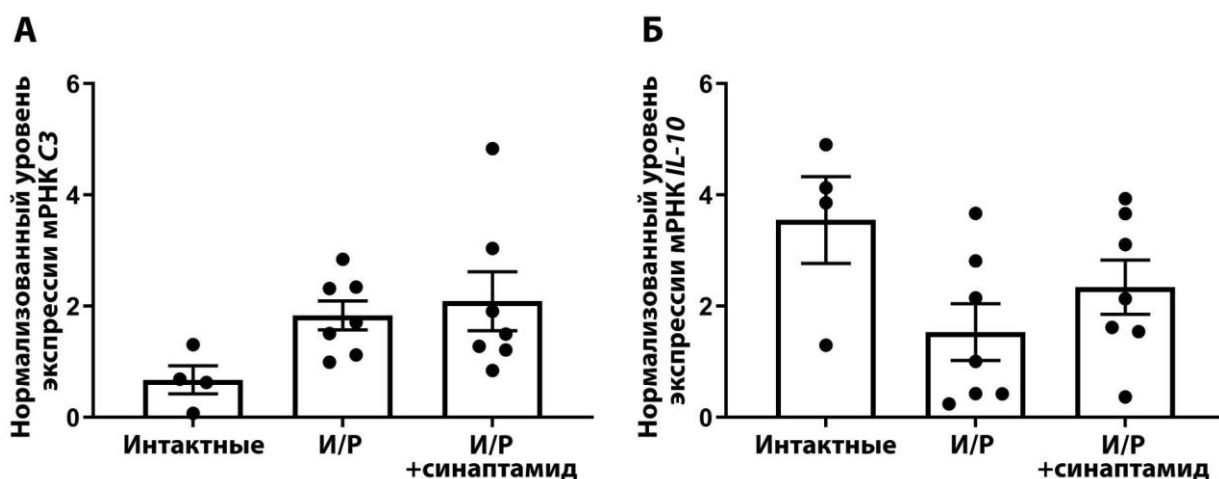 А
Нормализованный уровень
экспрессии мРНК C3
6
4
2
0
Интактные
И/Р
И/Р
+синаптамид
Б
Нормализованный уровень
экспрессии мРНК IL-10
6
4
2
0
Интактные
И/Р
И/Р
+синаптамид